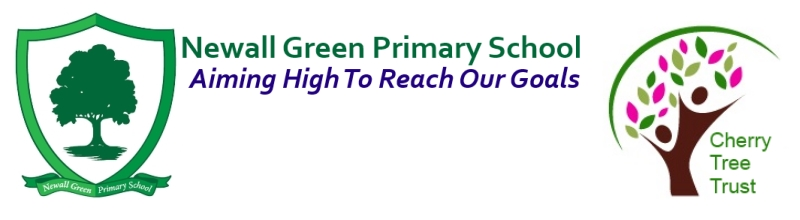 Newall Green Primary School
Aiming High To Reach Our Goals
Newall Green Primary School
Cherry
Tree
Trust